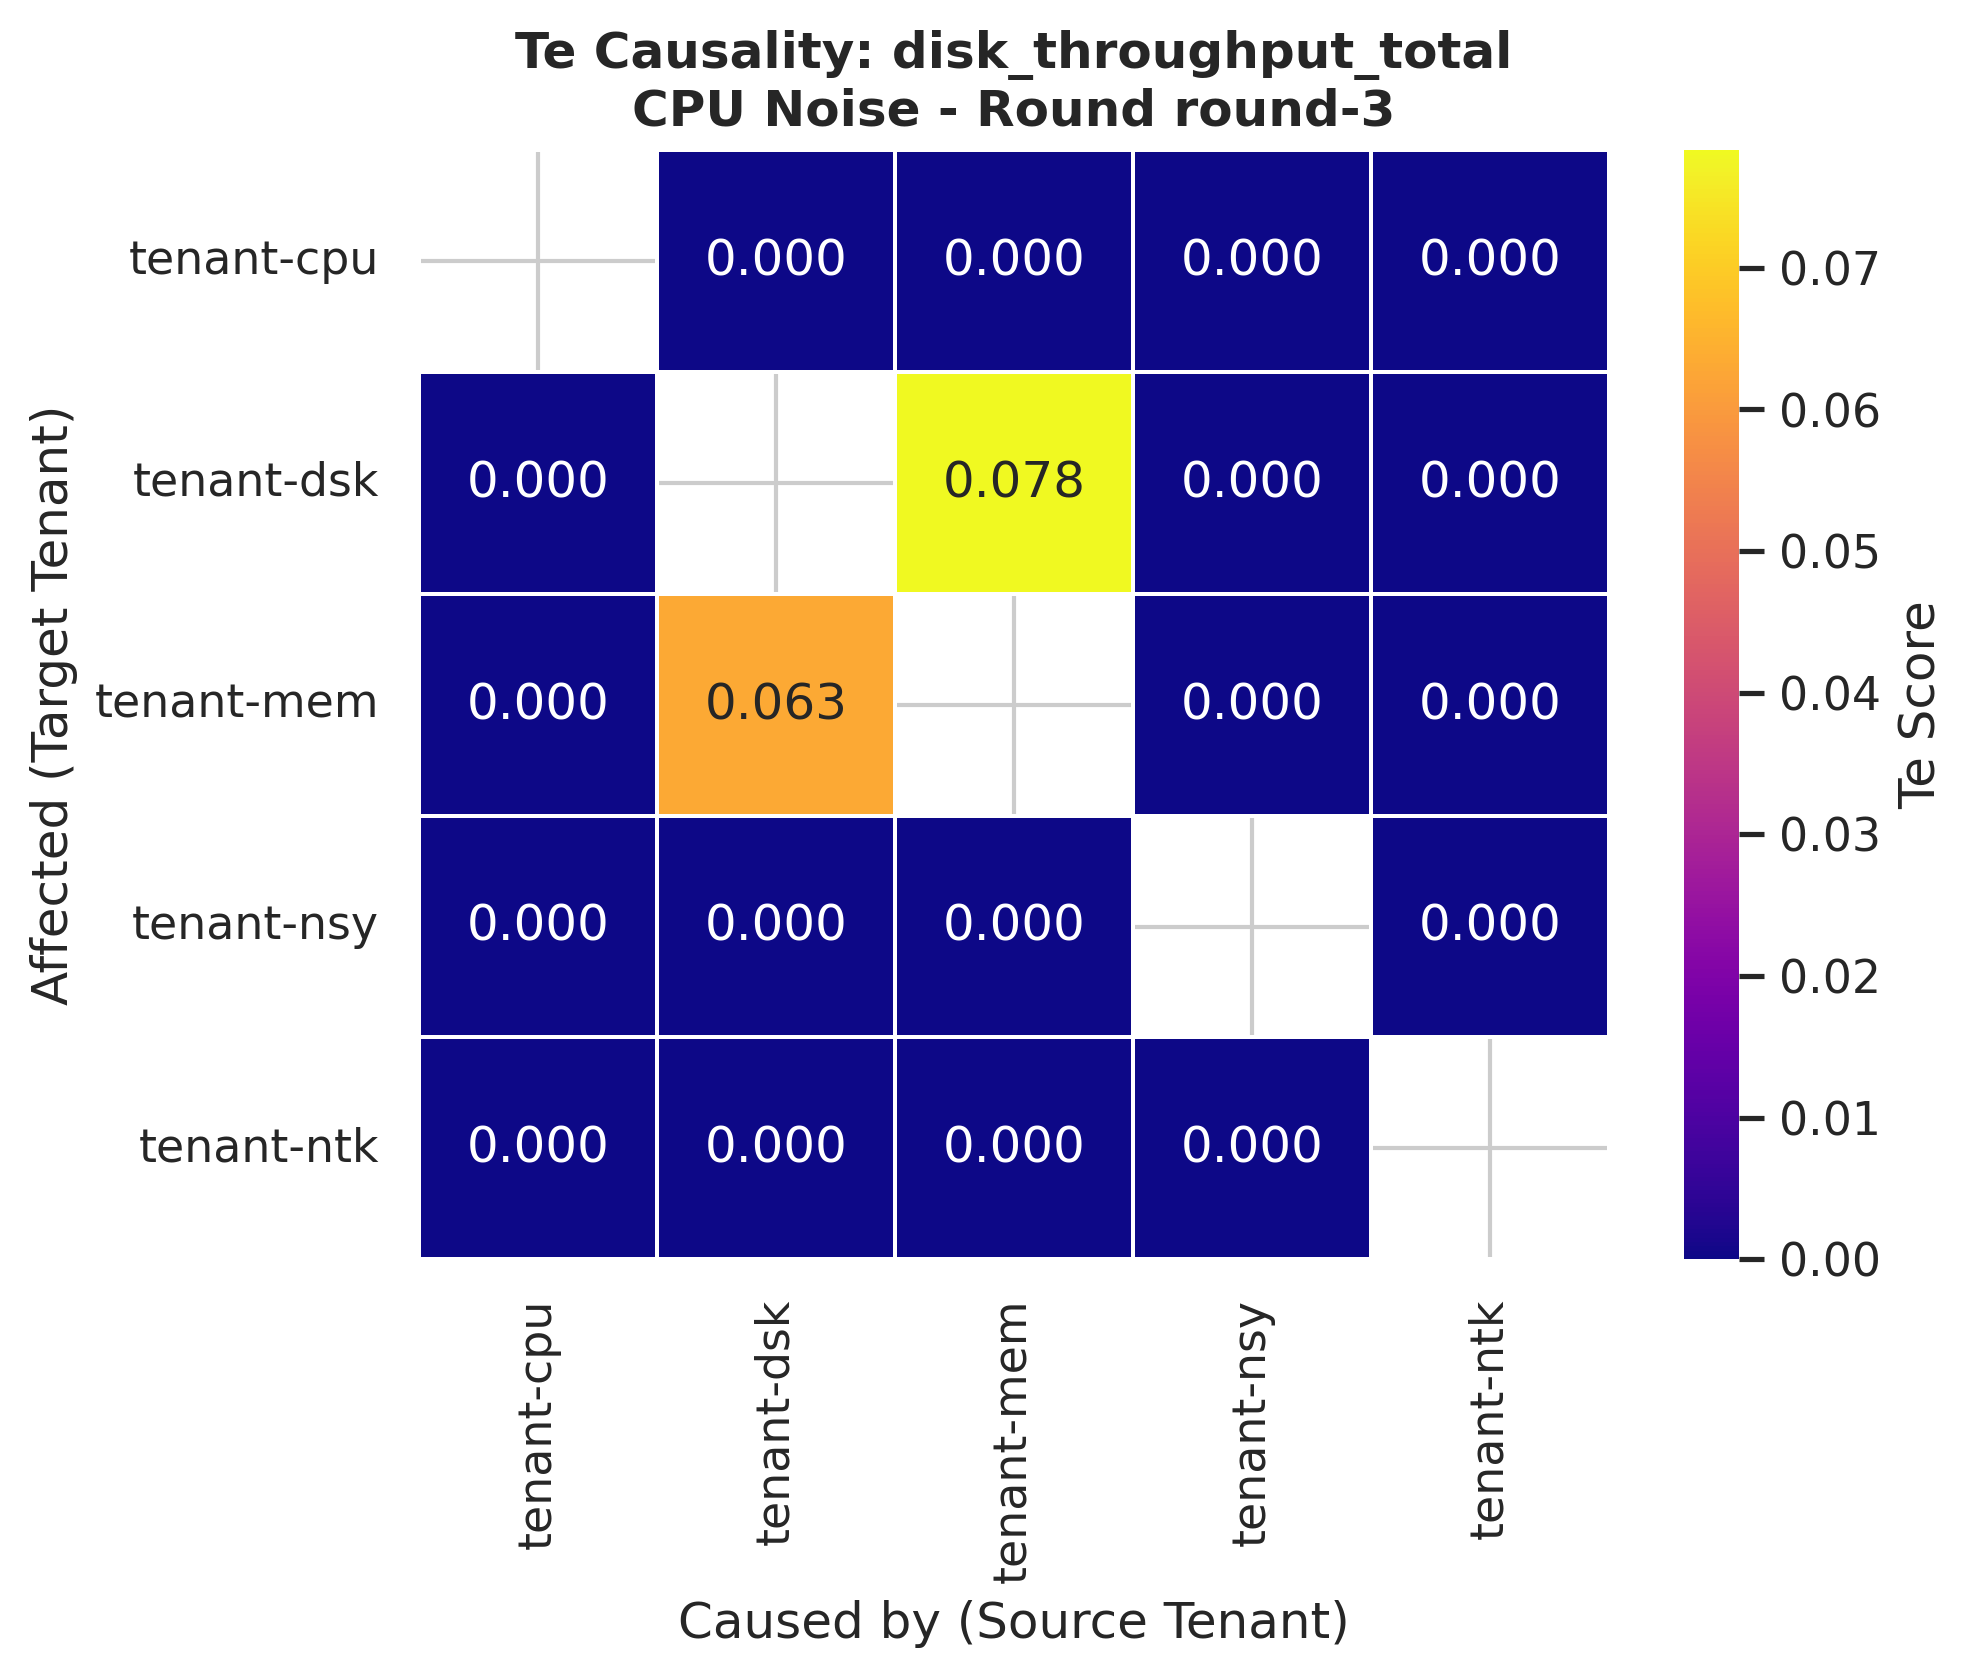 Te Causality: disk_throughput_total
CPU Noise - Round round-3
Affected (Target Tenant)
tenant-cpu 0.000 0.000 0.000 0.000
tenant-dsk 0.000 0.078 0.000 0.000
tenant-mem 0.000 0.063 0.000 0.000
tenant-nsy 0.000 0.000 0.000 0.000
tenant-ntk 0.000 0.000 0.000 0.000
tenant-cpu
tenant-dsk
tenant-mem
tenant-nsy
tenant-ntk
Caused by (Source Tenant)
0.07
0.06
0.05
0.04
0.03
0.02
0.01
0.00
Te Score